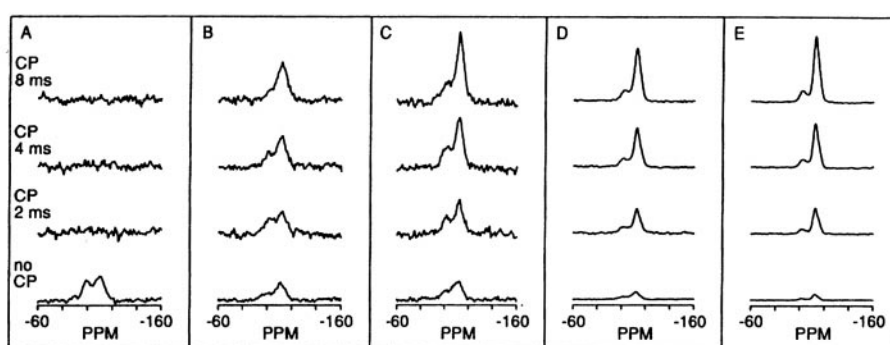 A B C D E
CP
8 ms
CP
4 ms
CP
2 ms
no
CP
-60 -160 -60 -160 -60 -160 -60 -160 -60 -160
PPM PPM PPM PPM PPM